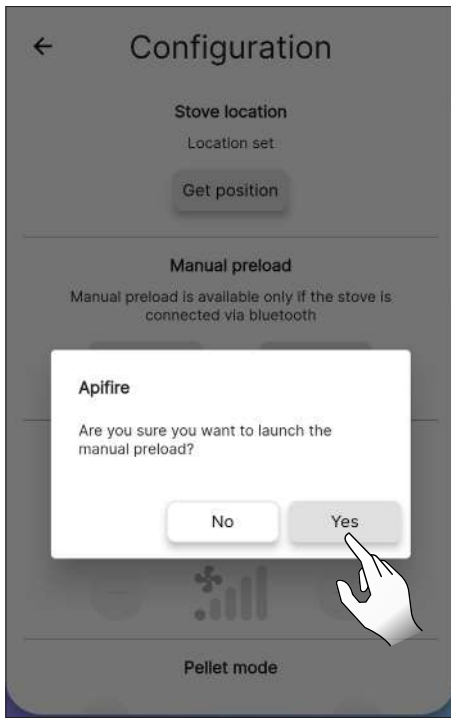 Configuration
Stove location
Location set
Get position
Manual preload
Manual preload is available only if the stove is
connected via bluetooth
Apifire
Are you sure you want to launch the
manual preload?
No Yes
Pellet mode